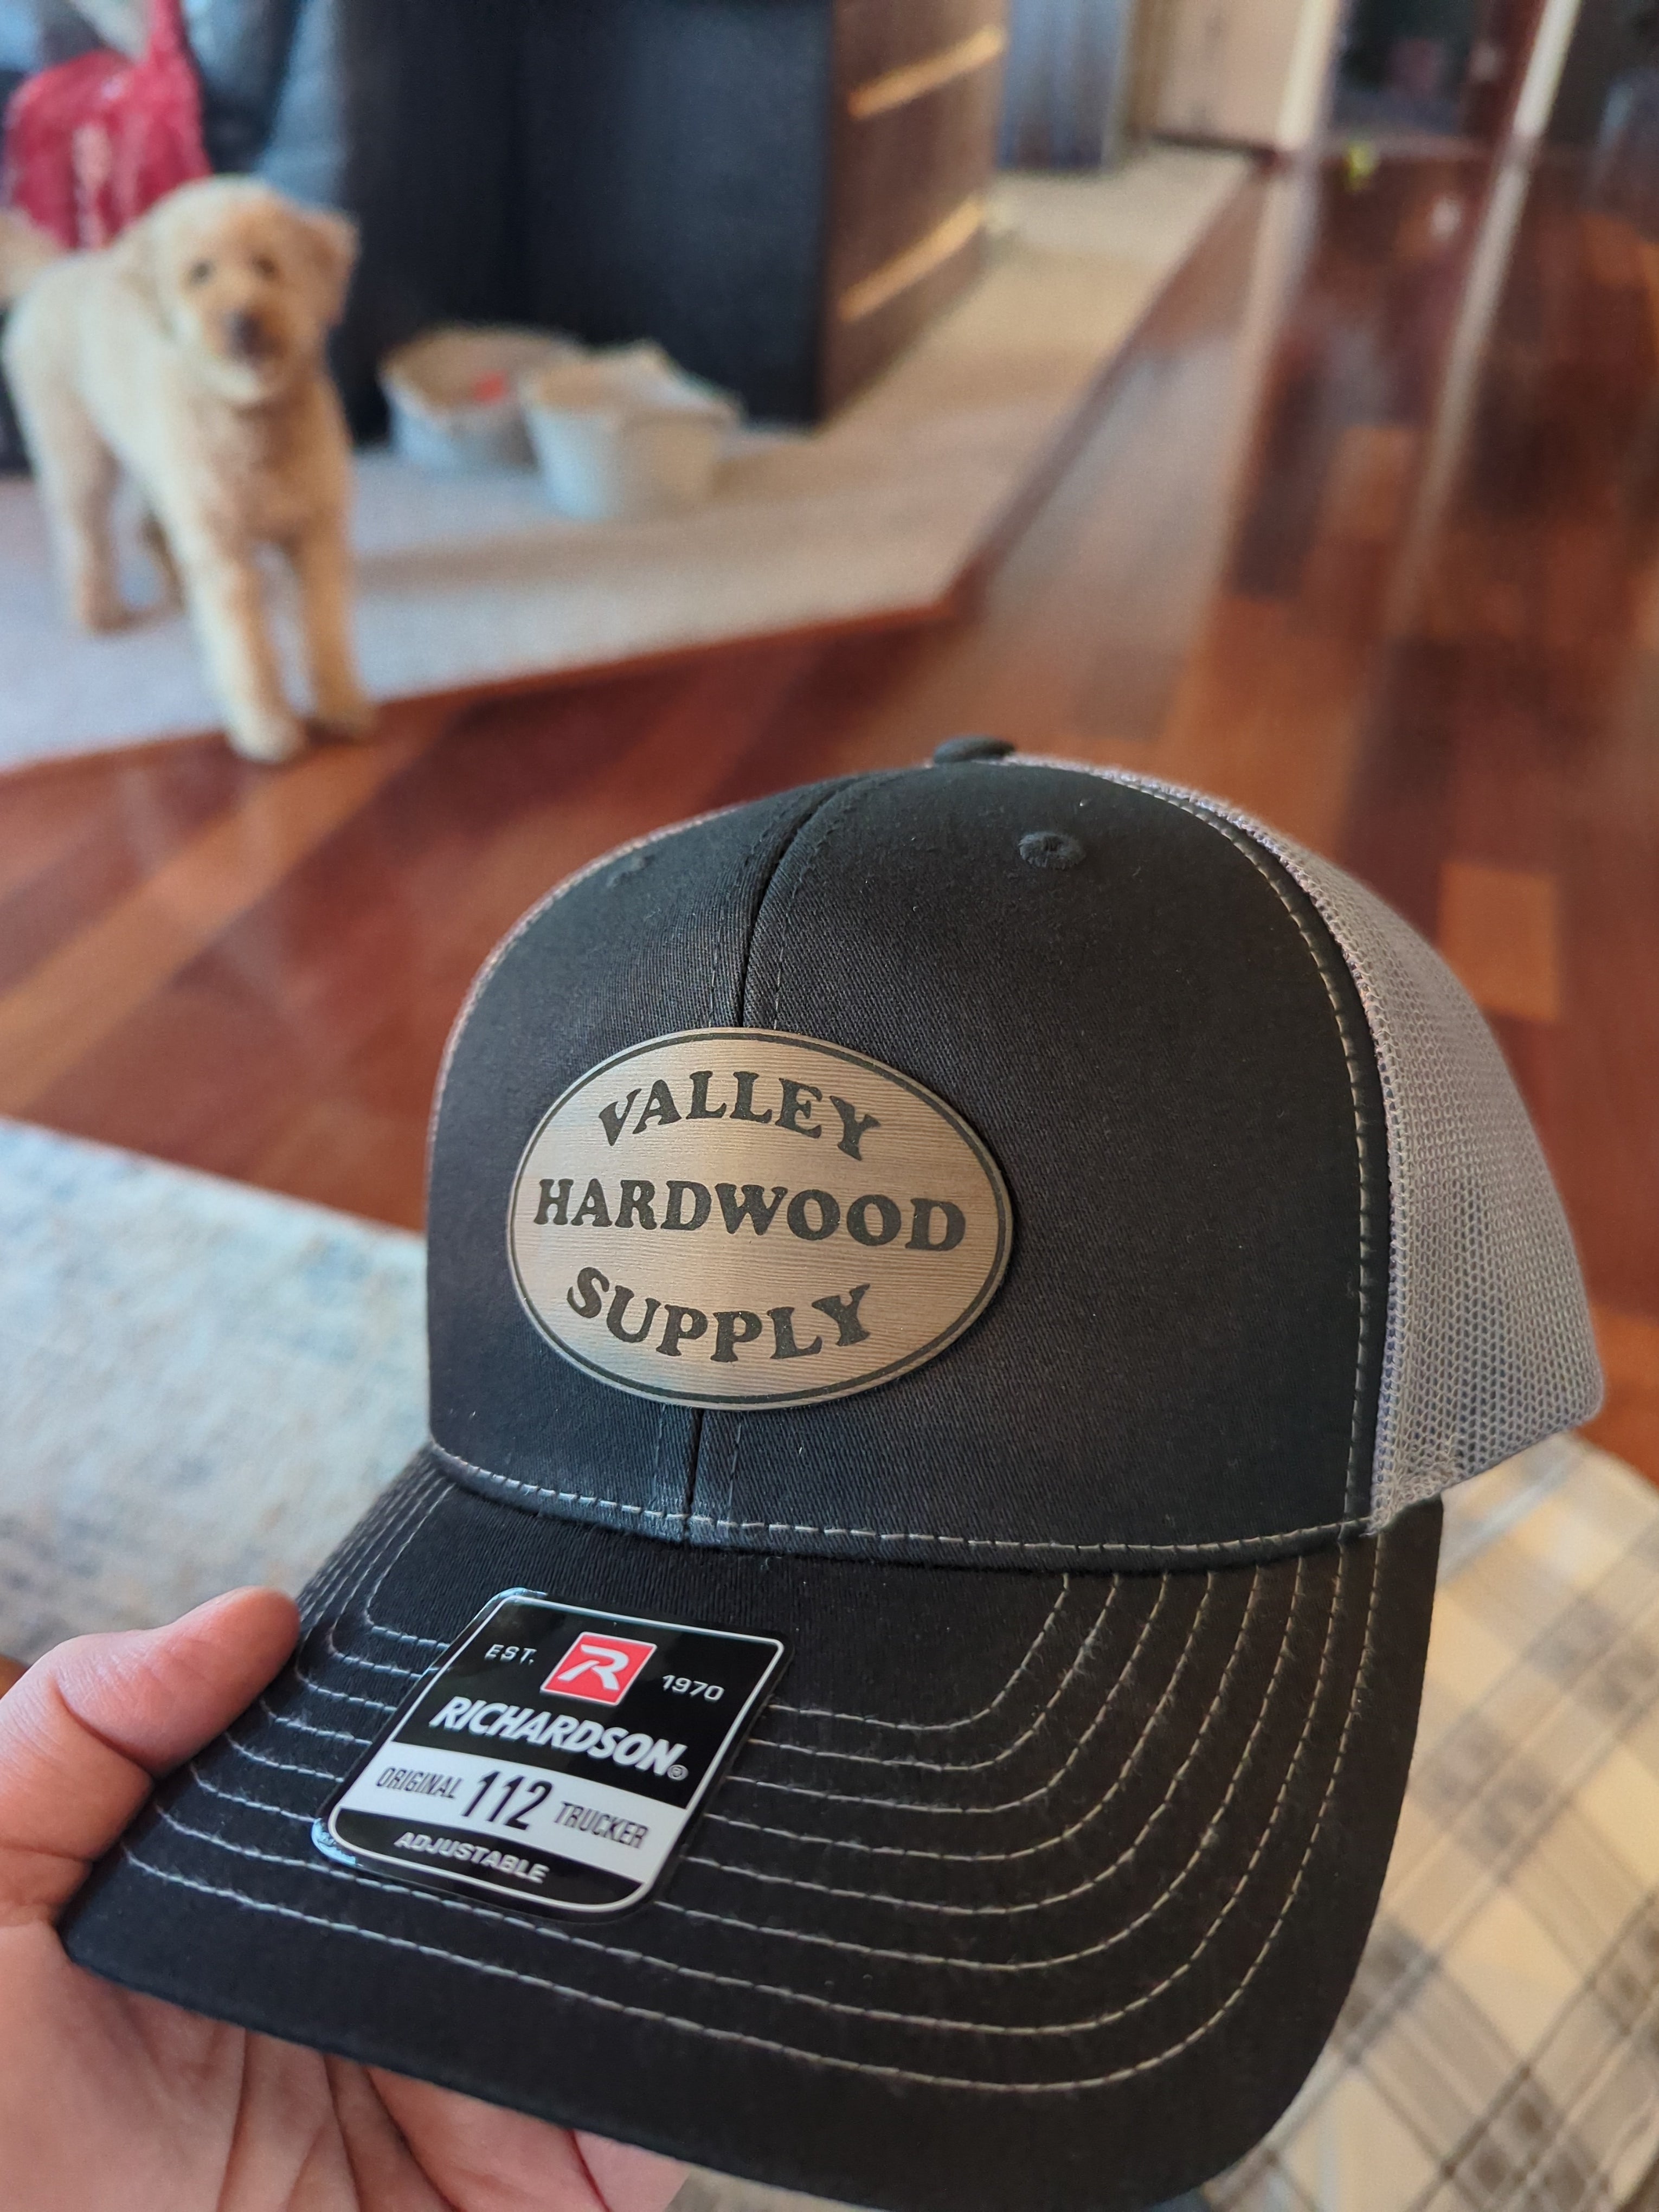 VALLEY
HARDWOOD
SUPPLY
EST. R 1970
RICHARDSON®
ORIGINAL 112 TRUCKER
ADJUSTABLE